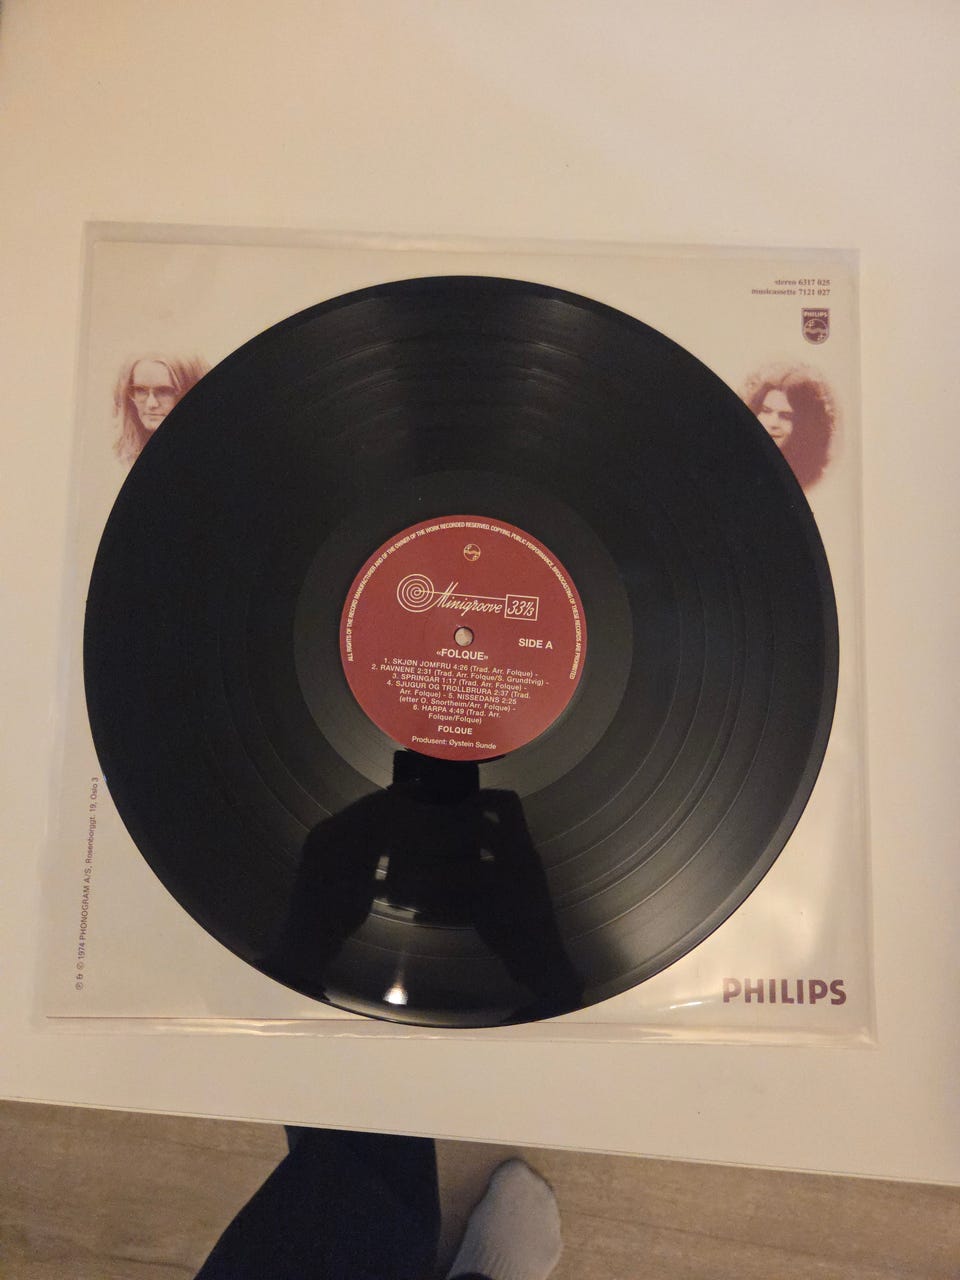 stereo 6317 025
musicassette 7121 027
PHILIPS
ALL RIGHTS OF THE RECORD MANUFACTURER AND OF THE OWNER OF THE WORK RECORDED RESERVED. COPYING, PUBLIC PERFORMANCE, BROADCASTING OF THESE RECORDS ARE PROHIBITED
Minigroove 33⅓
SIDE A
«FOLQUE»
1. SKJØN JOMFRU 4:26 (Trad. Arr. Folque) -
2. RAVNENE 2:31 (Trad. Arr. Folque/S. Grundtvig) -
3. SPRINGAR 1:17 (Trad. Arr. Folque) -
4. SJUGUR OG TROLLBRURA 2:37 (Trad.
Arr. Folque) - 5. NISSEDANS 2:25
(etter O. Snortheim/Arr. Folque) -
6. HARPA 4:49 (Trad. Arr.
Folque/Folque)
FOLQUE
Produsent: Øystein Sunde
℗ & © 1974 PHONOGRAM A/S, Rosenborggt. 19, Oslo 3
PHILIPS